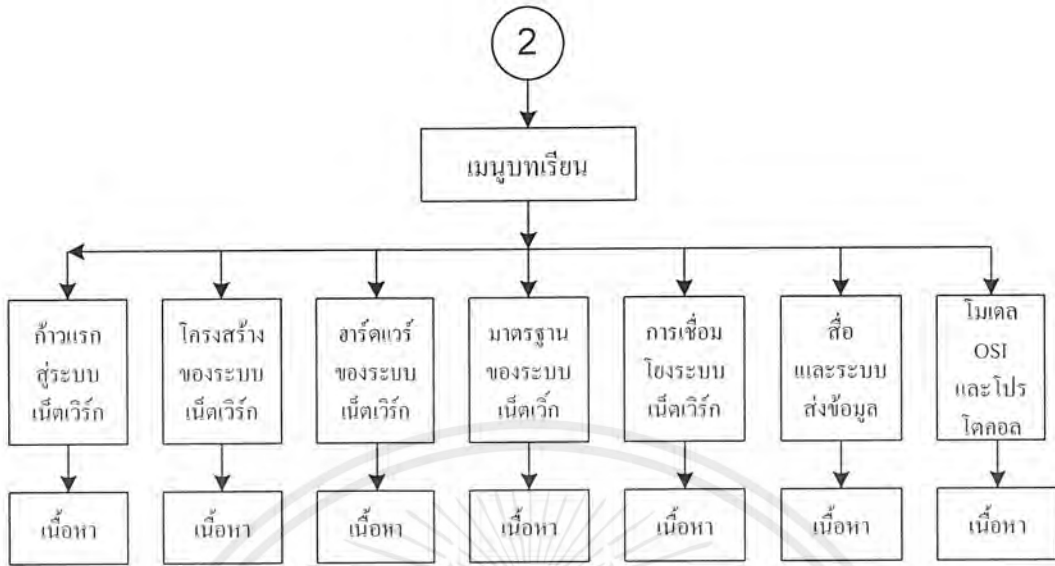 2
เมนูบทเรียน
ก้าวแรก
สู่ระบบ
เน็ตเวิร์ก
โครงสร้าง
ของระบบ
เน็ตเวิร์ก
ฮาร์ดแวร์
ของระบบ
เน็ตเวิร์ก
มาตรฐาน
ของระบบ
เน็ตเวิ์ก
การเชื่อม
โยงระบบ
เน็ตเวิร์ก
สื่อ
และระบบ
ส่งข้อมูล
โมเดล
OSI
และโปร
โตคอล
เนื้อหา
เนื้อหา
เนื้อหา
เนื้อหา
เนื้อหา
เนื้อหา
เนื้อหา